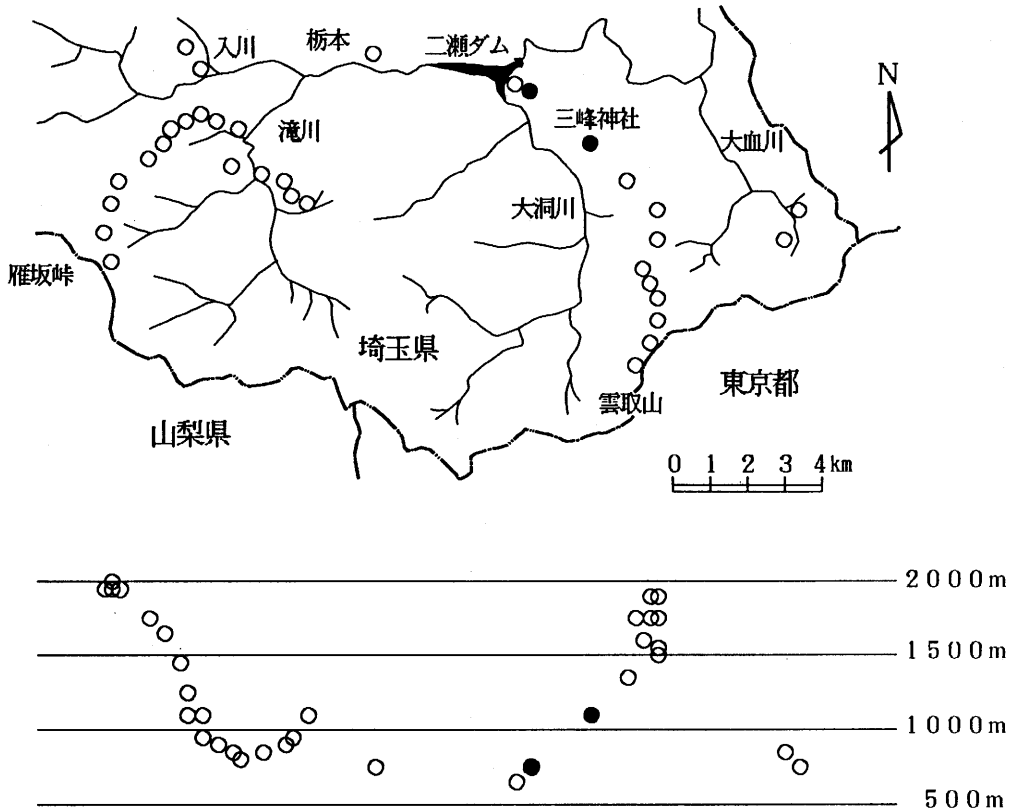 入川
栃本
二瀬ダム
N
滝川
三峰神社
大血川
大洞川
雁坂峠
埼玉県
東京都
雲取山
山梨県
0 1 2 3 4 km
2000m
1500m
1000m
500m